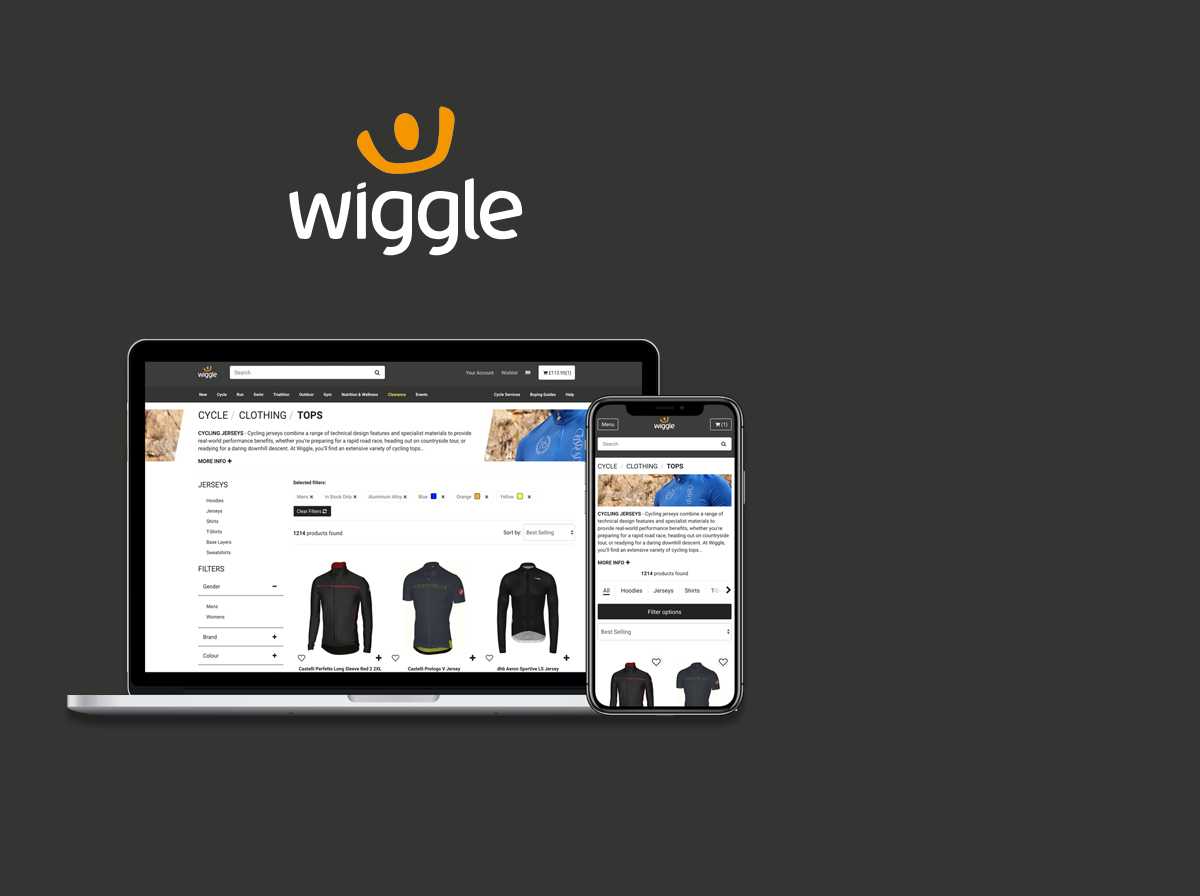 wiggle
wiggle
Search
Your Account
Wishlist
£113.95(1)
New Cycle Run Swim Triathlon Outdoor Gym Nutrition & Wellness Clearance Events
Cycle Services Buying Guides Help
CYCLE / CLOTHING / TOPS
CYCLING JERSEYS - Cycling jerseys combine a range of technical design features and specialist materials to provide
real-world performance benefits, whether you're preparing for a rapid road race, heading out on countryside tour, or
readying for a daring downhill descent. At Wiggle, you'll find an extensive variety of cycling tops...
MORE INFO +
JERSEYS
Hoodies
Jerseys
Shirts
T-Shirts
Base Layers
Sweatshirts
FILTERS
Gender −
Mens
Womens
Brand +
Colour +
Selected filters:
Mens × In Stock Only × Aluminium Alloy × Blue × Orange × Yellow ×
Clear Filters
1214 products found
Sort by: Best Selling
Castelli Perfetto Long Sleeve Red 2 2XL
Castelli Prologo V Jersey
dhb Aeron Sportive LS Jersey
Menu
wiggle
(1)
Search
CYCLE / CLOTHING / TOPS
CYCLING JERSEYS - Cycling jerseys combine a range of
technical design features and specialist materials to
provide real-world performance benefits, whether you're
preparing for a rapid road race, heading out on countryside
tour, or readying for a daring downhill descent. At Wiggle,
you'll find an extensive variety of cycling tops...
MORE INFO +
1214 products found
All Hoodies Jerseys Shirts
Filter options
Best Selling